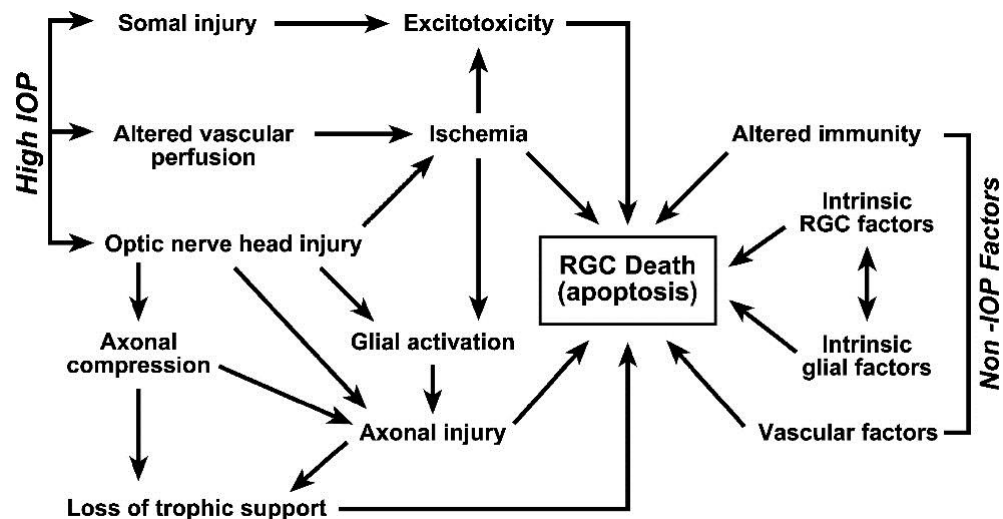 High IOP
Somal injury
Excitotoxicity
Altered vascular
perfusion
Ischemia
Altered immunity
Optic nerve head injury
Intrinsic
RGC factors
RGC Death
(apoptosis)
Non -IOP Factors
Axonal
compression
Glial activation
Intrinsic
glial factors
Axonal injury
Vascular factors
Loss of trophic support